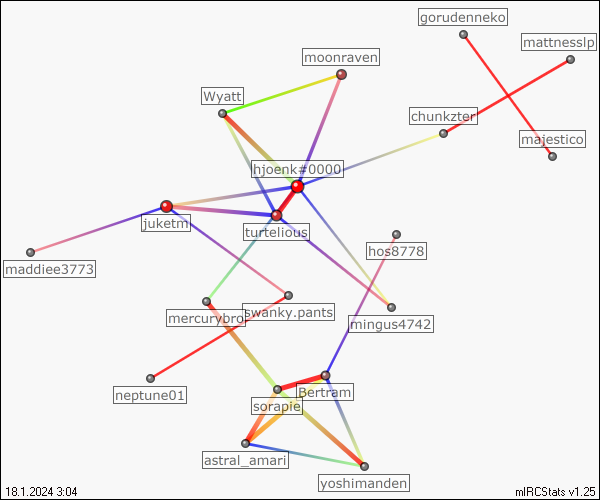 gorudenneko
mattnesslp
moonraven
Wyatt
chunkzter
majestico
hjoenk#0000
juketm
turtelious
hos8778
maddiee3773
mercurybro
swanky.pants
mingus4742
neptune01
Bertram
sorapie
astral_amari
yoshimanden
18.1.2024 3:04
mIRCStats v1.25